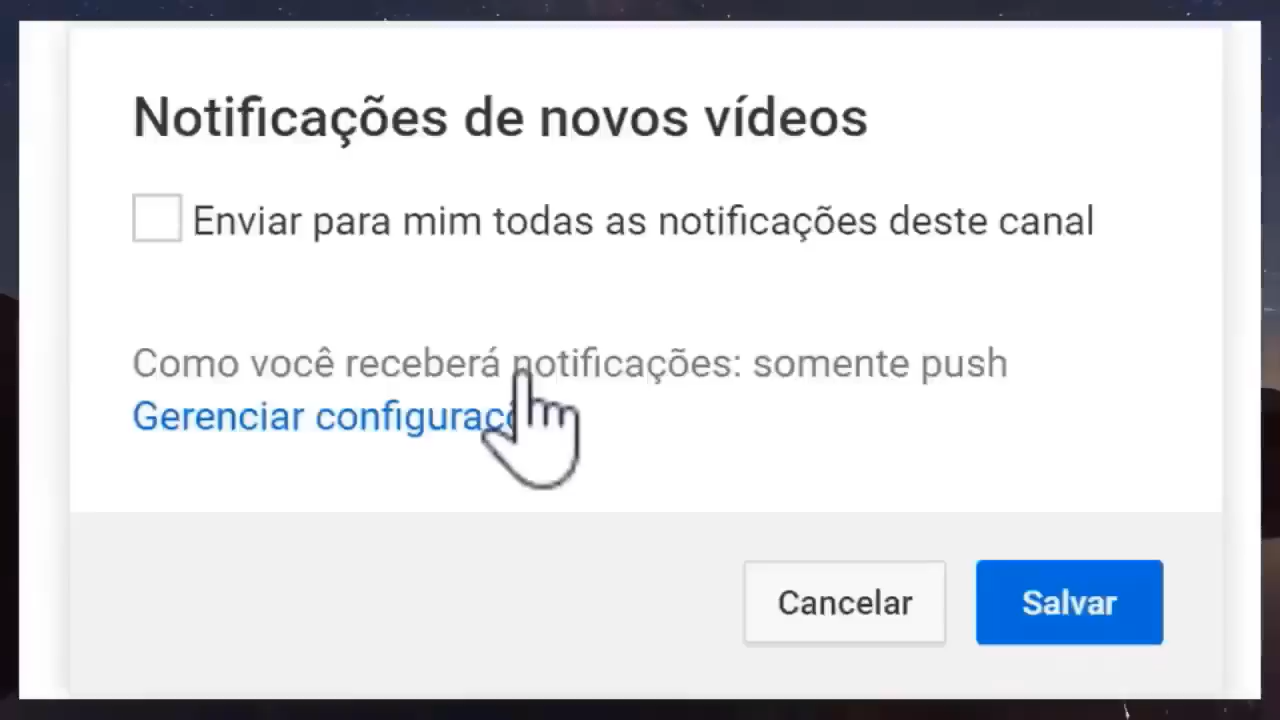 Notificações de novos vídeos
Enviar para mim todas as notificações deste canal
Como você receberá notificações: somente push
Gerenciar
Cancelar
Salvar